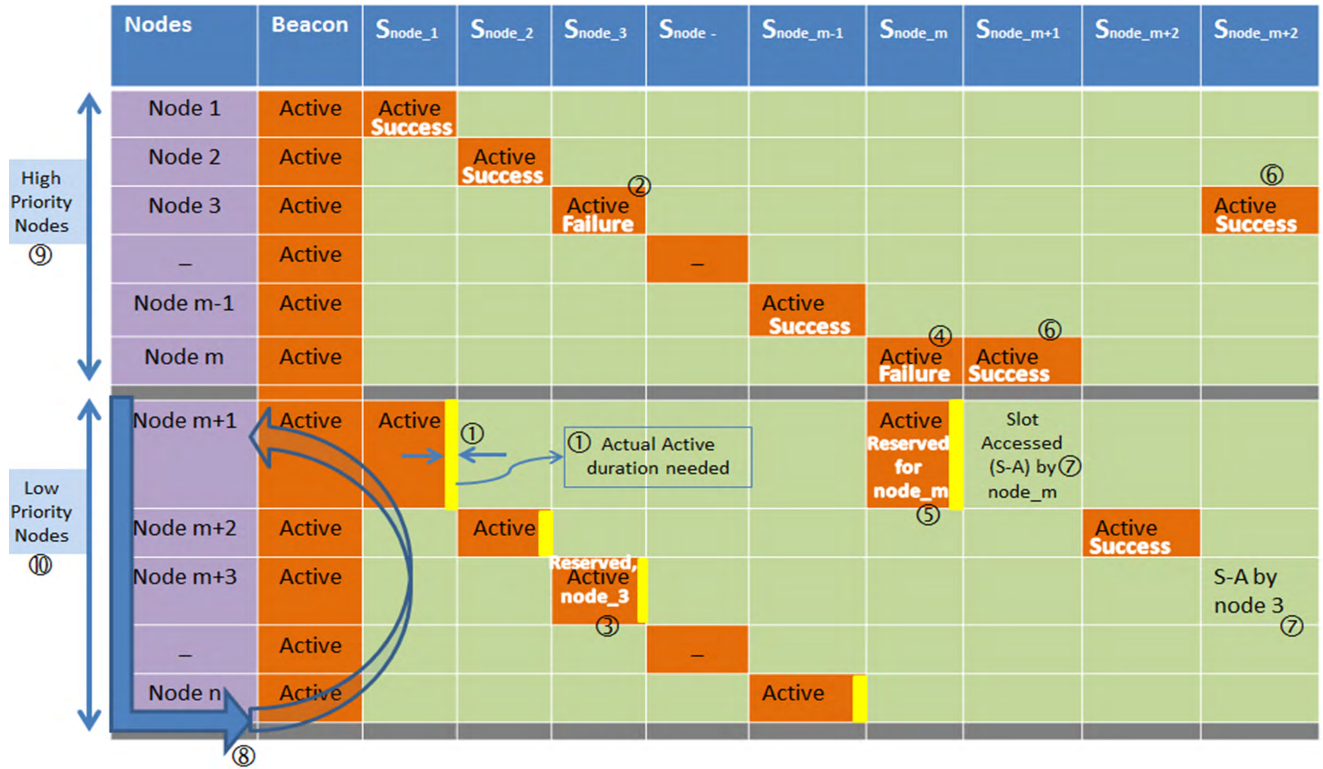 Nodes Beacon Snode_1 Snode_2 Snode_3 Snode - Snode_m-1 Snode_m Snode_m+1 Snode_m+2 Snode_m+2
Node 1 Active Active
Success
Node 2 Active Active
Success
⑥
②
High
Priority
Nodes
⑨
Node 3 Active Active Active
Failure Success
_ Active _
Node m-1 Active Active
Success
④ ⑥
Node m Active Active Active
Failure Success
Node m+1 Active Active Active Slot
① ① Actual Active Reserved Accessed
duration needed for (S-A) by ⑦
node_m node_m
⑤
Low
Priority
Nodes
⑩
Node m+2 Active Active Active
Success
Reserved,
Node m+3 Active Active S-A by
node_3 node 3
③ ⑦
_ Active _
Node n Active Active
⑧